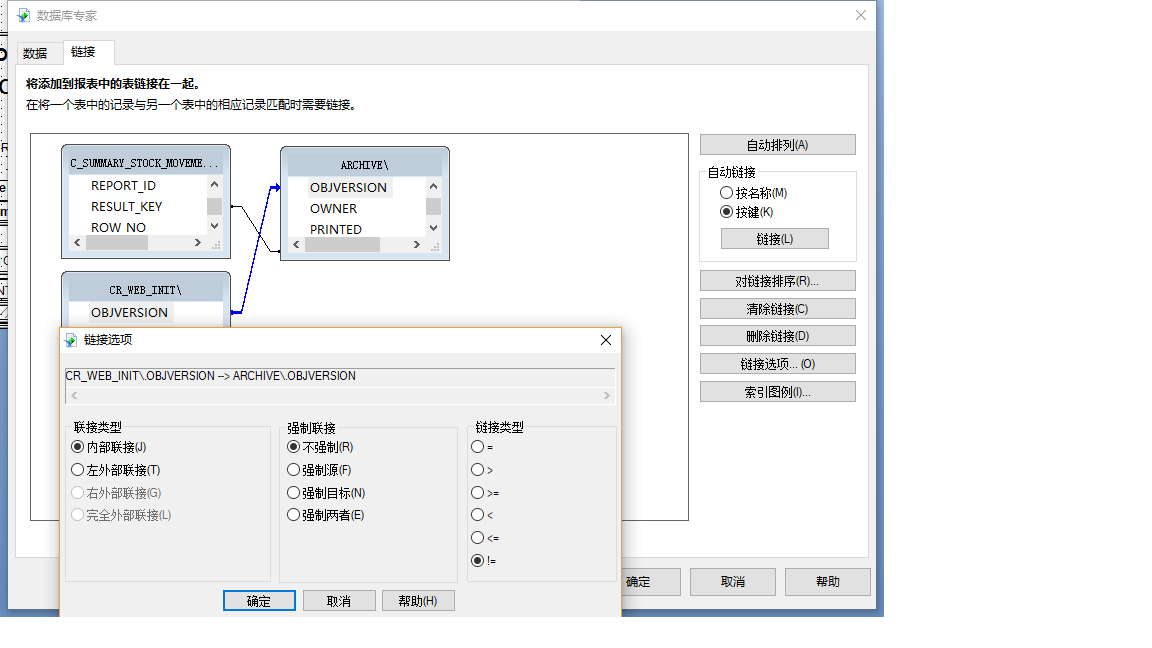 数据库专家
数据
链接
将添加到报表中的表链接在一起。
在将一个表中的记录与另一个表中的相应记录匹配时需要链接。
C_SUMMARY_STOCK_MOVEME...
REPORT_ID
RESULT_KEY
ROW_NO
ARCHIVE\
OBJVERSION
OWNER
PRINTED
CR_WEB_INIT\
OBJVERSION
自动排列(A)
自动链接
按名称(M)
按键(K)
链接(L)
对链接排序(R)...
清除链接(C)
删除链接(D)
链接选项... (O)
索引图例(I)...
链接选项
CR_WEB_INIT\.OBJVERSION --> ARCHIVE\.OBJVERSION
联接类型
内部联接(J)
左外部联接(T)
右外部联接(G)
完全外部联接(L)
强制联接
不强制(R)
强制源(F)
强制目标(N)
强制两者(E)
链接类型
=
>
>=
<
<=
!=
确定
取消
帮助(H)
确定
取消
帮助